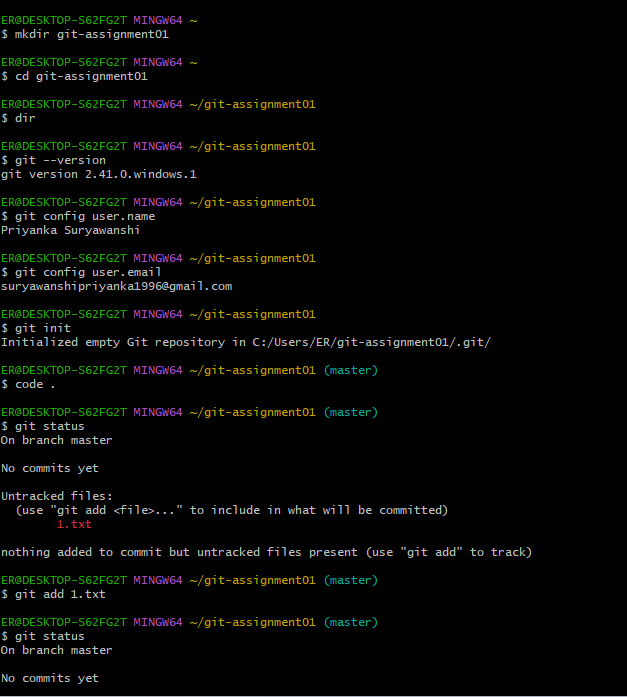 ER@DESKTOP-S62FG2T MINGW64 ~
$ mkdir git-assignment01
ER@DESKTOP-S62FG2T MINGW64 ~
$ cd git-assignment01
ER@DESKTOP-S62FG2T MINGW64 ~/git-assignment01
$ dir
ER@DESKTOP-S62FG2T MINGW64 ~/git-assignment01
$ git --version
git version 2.41.0.windows.1
ER@DESKTOP-S62FG2T MINGW64 ~/git-assignment01
$ git config user.name
Priyanka Suryawanshi
ER@DESKTOP-S62FG2T MINGW64 ~/git-assignment01
$ git config user.email
suryawanshipriyanka1996@gmail.com
ER@DESKTOP-S62FG2T MINGW64 ~/git-assignment01
$ git init
Initialized empty Git repository in C:/Users/ER/git-assignment01/.git/
ER@DESKTOP-S62FG2T MINGW64 ~/git-assignment01 (master)
$ code .
ER@DESKTOP-S62FG2T MINGW64 ~/git-assignment01 (master)
$ git status
On branch master
No commits yet
Untracked files:
  (use "git add <file>..." to include in what will be committed)
        1.txt
nothing added to commit but untracked files present (use "git add" to track)
ER@DESKTOP-S62FG2T MINGW64 ~/git-assignment01 (master)
$ git add 1.txt
ER@DESKTOP-S62FG2T MINGW64 ~/git-assignment01 (master)
$ git status
On branch master
No commits yet